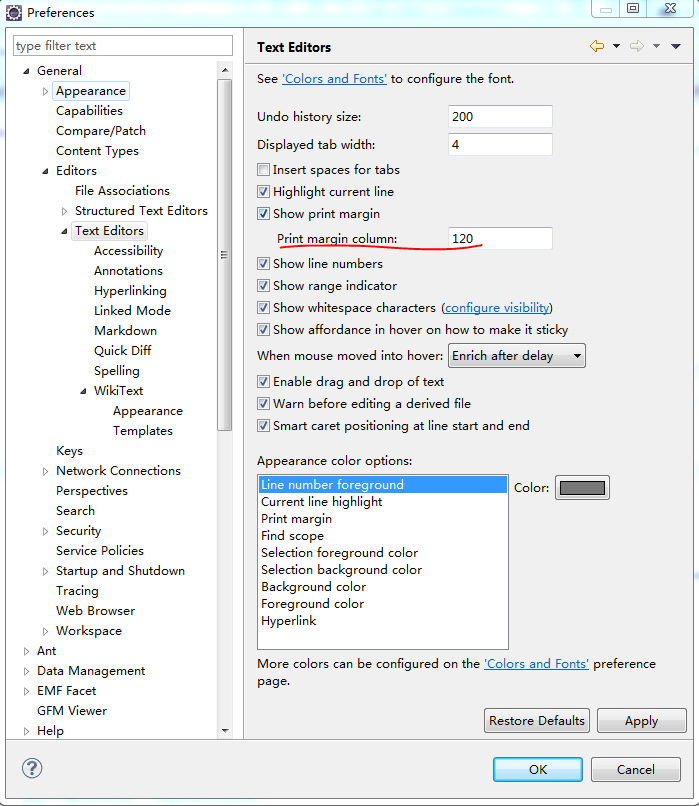 Preferences
type filter text
General
Appearance
Capabilities
Compare/Patch
Content Types
Editors
File Associations
Structured Text Editors
Text Editors
Accessibility
Annotations
Hyperlinking
Linked Mode
Markdown
Quick Diff
Spelling
WikiText
Appearance
Templates
Keys
Network Connections
Perspectives
Search
Security
Service Policies
Startup and Shutdown
Tracing
Web Browser
Workspace
Ant
Data Management
EMF Facet
GFM Viewer
Help
Text Editors
See 'Colors and Fonts' to configure the font.
Undo history size: 200
Displayed tab width: 4
Insert spaces for tabs
Highlight current line
Show print margin
Print margin column: 120
Show line numbers
Show range indicator
Show whitespace characters (configure visibility)
Show affordance in hover on how to make it sticky
When mouse moved into hover: Enrich after delay
Enable drag and drop of text
Warn before editing a derived file
Smart caret positioning at line start and end
Appearance color options:
Line number foreground
Current line highlight
Print margin
Find scope
Selection foreground color
Selection background color
Background color
Foreground color
Hyperlink
Color:
More colors can be configured on the 'Colors and Fonts' preference
page.
Restore Defaults Apply
? OK Cancel